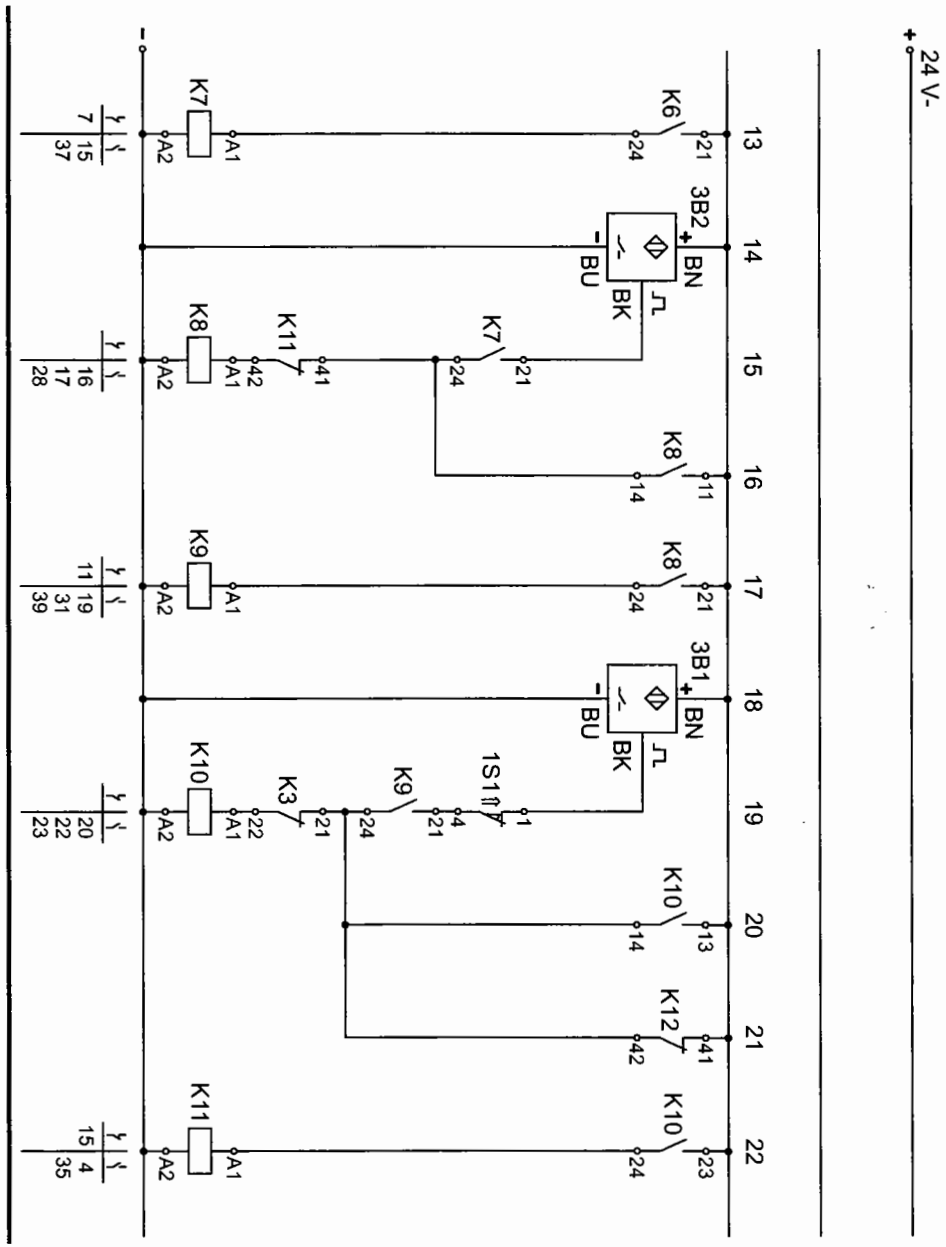 24 V-
+
13 14 15 16 17 18 19 20 21 22
21 3B2 + BN 11 21 3B1 + BN 13 41 23
K6 K8 K8 K10 K12 K10
24 14 24 14 42 24
- BU BK - BU BK
21 1
K7 1S1
24 4
21
K9
24
41 21
K11 K3
42 22
A1 A1 A1 A1 A1
K7 K8 K9 K10 K11
A2 A2 A2 A2 A2
-
7 15 16 11 19 20 15 4
37 17 31 22 35
28 39 23